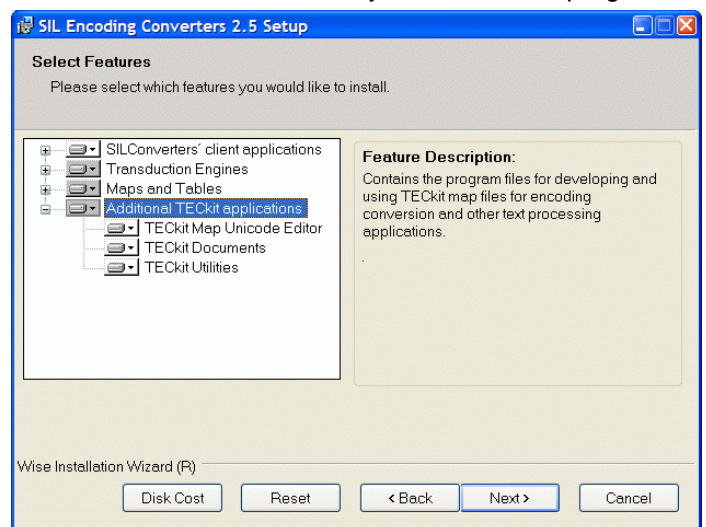 SIL Encoding Converters 2.5 Setup
Select Features
Please select which features you would like to install.
SILConverters' client applications
Transduction Engines
Maps and Tables
Additional TECkit applications
TECkit Map Unicode Editor
TECkit Documents
TECkit Utilities
Feature Description:
Contains the program files for developing and
using TECkit map files for encoding
conversion and other text processing
applications.
.
Wise Installation Wizard (R)
Disk Cost
Reset
< Back
Next >
Cancel